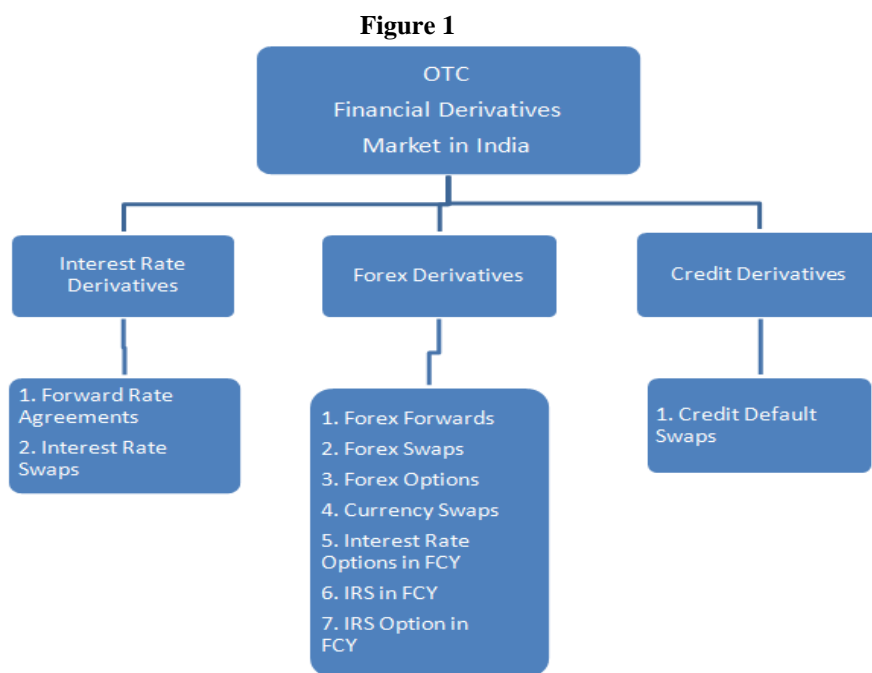 Figure 1
OTC
Financial Derivatives
Market in India
Interest Rate
Derivatives
Forex Derivatives
Credit Derivatives
1. Forward Rate
Agreements
2. Interest Rate
Swaps
1. Forex Forwards
2. Forex Swaps
3. Forex Options
4. Currency Swaps
5. Interest Rate
Options in FCY
6. IRS in FCY
7. IRS Option in
FCY
1. Credit Default
Swaps